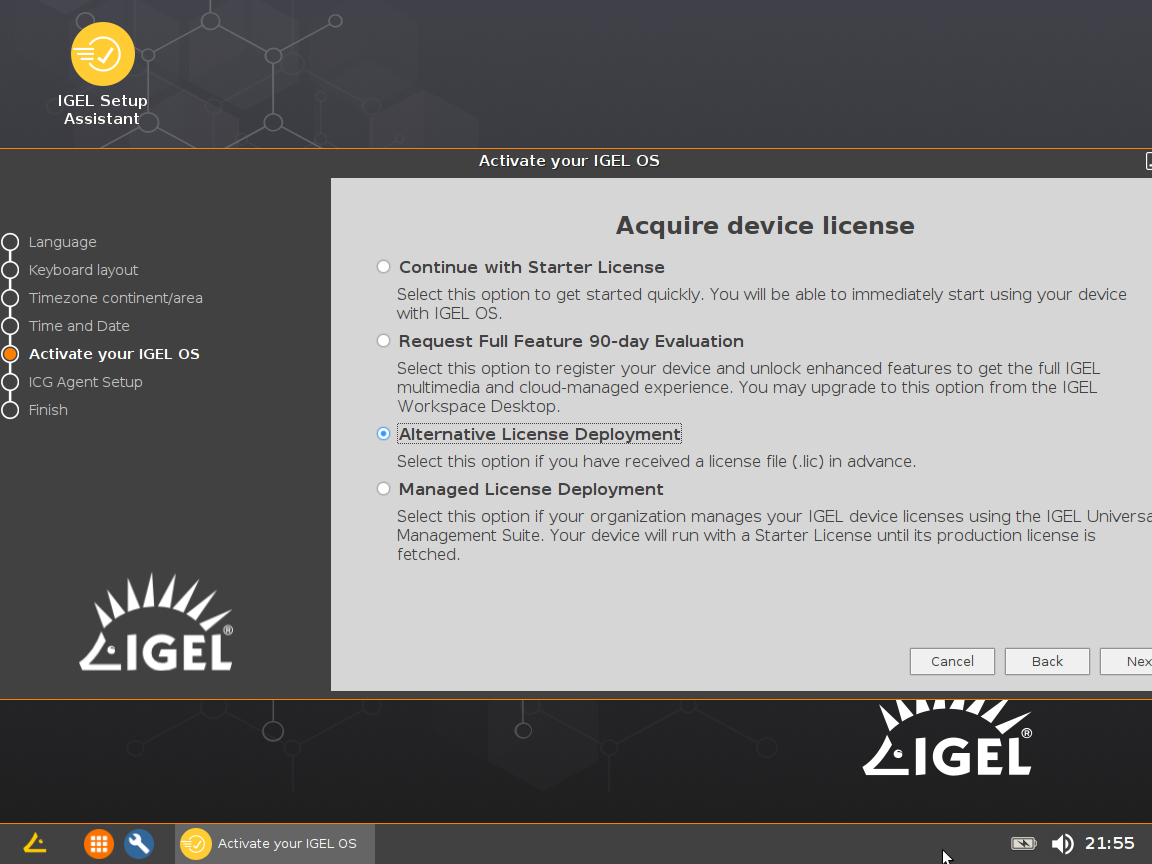 IGEL Setup
Assistant
Activate your IGEL OS
Language
Keyboard layout
Timezone continent/area
Time and Date
Activate your IGEL OS
ICG Agent Setup
Finish
IGEL®
Acquire device license
Continue with Starter License
Select this option to get started quickly. You will be able to immediately start using your device
with IGEL OS.
Request Full Feature 90-day Evaluation
Select this option to register your device and unlock enhanced features to get the full IGEL
multimedia and cloud-managed experience. You may upgrade to this option from the IGEL
Workspace Desktop.
Alternative License Deployment
Select this option if you have received a license file (.lic) in advance.
Managed License Deployment
Select this option if your organization manages your IGEL device licenses using the IGEL Universa
Management Suite. Your device will run with a Starter License until its production license is
fetched.
Cancel
Back
Nex
IGEL®
Activate your IGEL OS
21:55